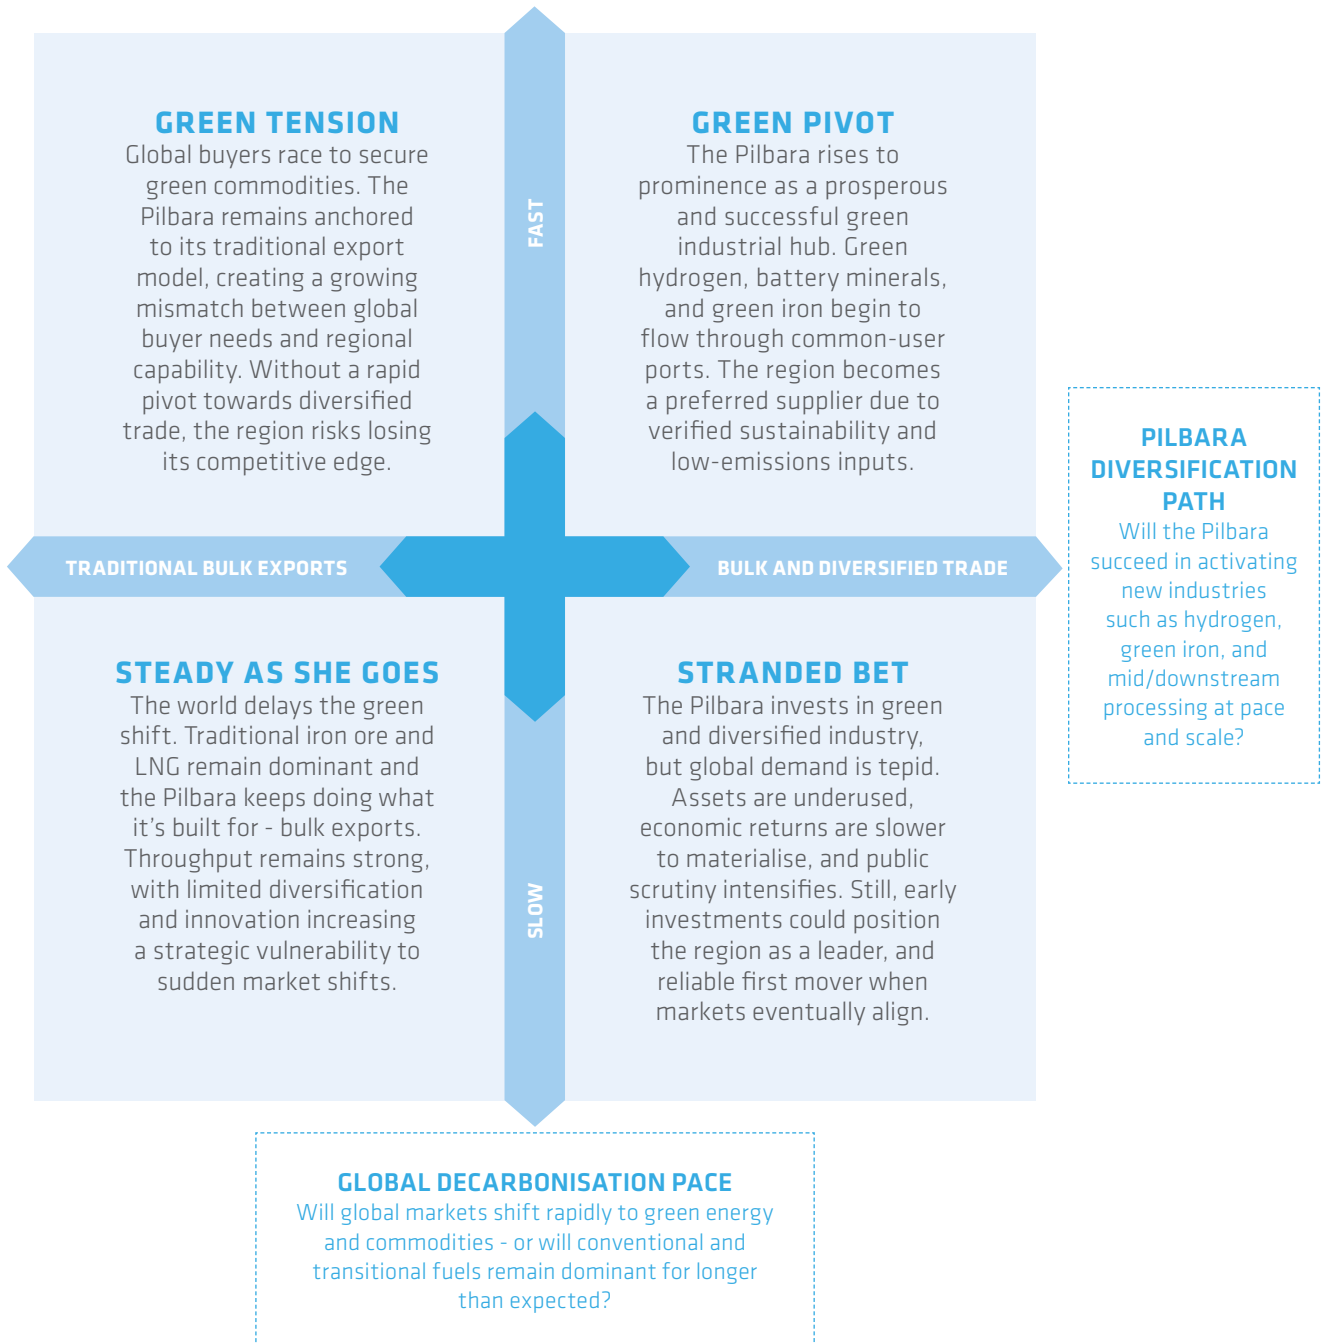 GREEN TENSION
Global buyers race to secure
green commodities. The
Pilbara remains anchored
to its traditional export
model, creating a growing
mismatch between global
buyer needs and regional
capability. Without a rapid
pivot towards diversified
trade, the region risks losing
its competitive edge.
FAST
GREEN PIVOT
The Pilbara rises to
prominence as a prosperous
and successful green
industrial hub. Green
hydrogen, battery minerals,
and green iron begin to
flow through common-user
ports. The region becomes
a preferred supplier due to
verified sustainability and
low-emissions inputs.
TRADITIONAL BULK EXPORTS
BULK AND DIVERSIFIED TRADE
PILBARA
DIVERSIFICATION
PATH
Will the Pilbara
succeed in activating
new industries
such as hydrogen,
green iron, and
mid/downstream
processing at pace
and scale?
STEADY AS SHE GOES
The world delays the green
shift. Traditional iron ore and
LNG remain dominant and
the Pilbara keeps doing what
it's built for - bulk exports.
Throughput remains strong,
with limited diversification
and innovation increasing
a strategic vulnerability to
sudden market shifts.
SLOW
STRANDED BET
The Pilbara invests in green
and diversified industry,
but global demand is tepid.
Assets are underused,
economic returns are slower
to materialise, and public
scrutiny intensifies. Still, early
investments could position
the region as a leader, and
reliable first mover when
markets eventually align.
GLOBAL DECARBONISATION PACE
Will global markets shift rapidly to green energy
and commodities - or will conventional and
transitional fuels remain dominant for longer
than expected?